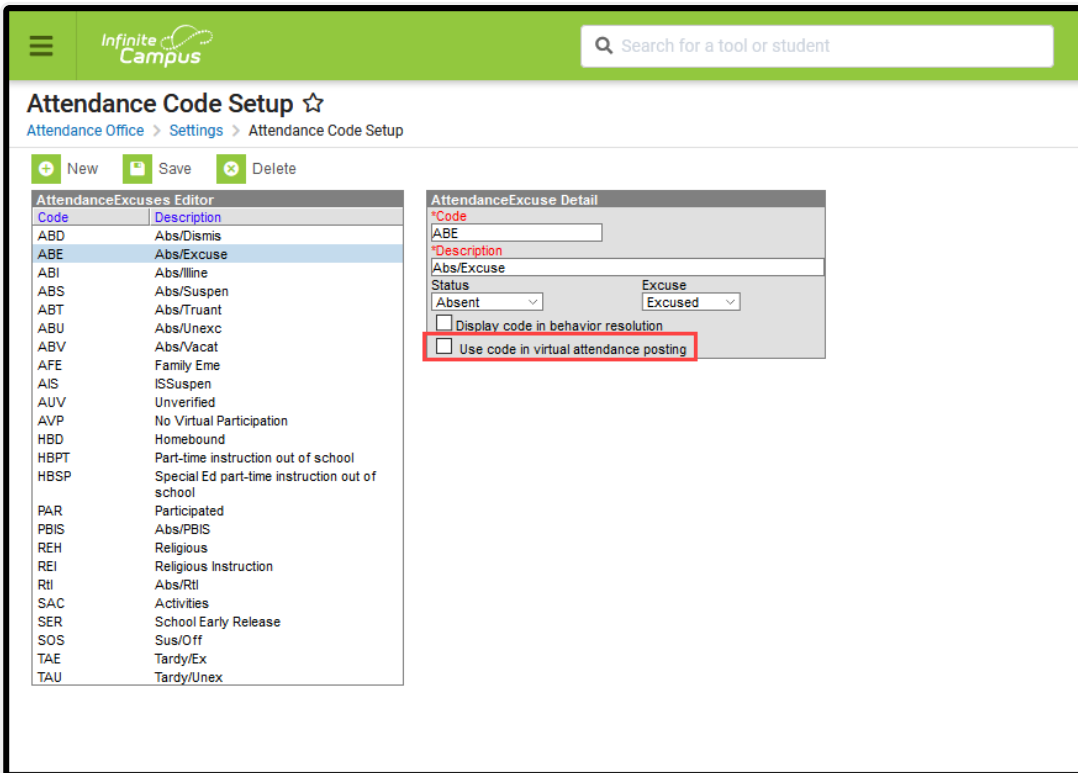 Infinite Campus
Search for a tool or student
Attendance Code Setup
Attendance Office > Settings > Attendance Code Setup
New Save Delete
AttendanceExcuses Editor
Code Description
ABD Abs/Dismis
ABE Abs/Excuse
ABI Abs/Illine
ABS Abs/Suspen
ABT Abs/Truant
ABU Abs/Unexc
ABV Abs/Vacat
AFE Family Eme
AIS ISSuspen
AUV Unverified
AVP No Virtual Participation
HBD Homebound
HBPT Part-time instruction out of school
HBSP Special Ed part-time instruction out of
school
PAR Participated
PBIS Abs/PBIS
REH Religious
REI Religious Instruction
RtI Abs/RtI
SAC Activities
SER School Early Release
SOS Sus/Off
TAE Tardy/Ex
TAU Tardy/Unex
AttendanceExcuse Detail
*Code
ABE
*Description
Abs/Excuse
Status Excuse
Absent Excused
Display code in behavior resolution
Use code in virtual attendance posting